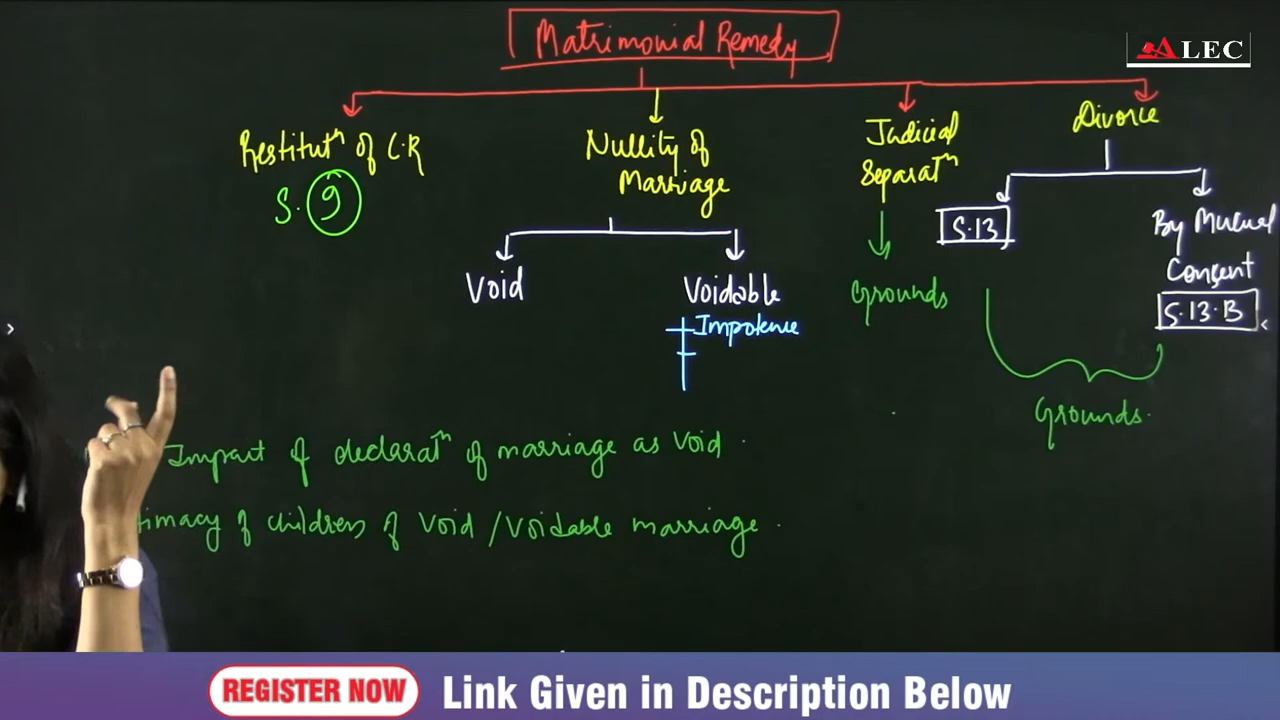 Matrimonial Remedy
ALEC
Restitutⁿ of C.R
S. 9
Nullity of
Marriage
Void
Voidable
Impotence
Judicial
Separatⁿ
Grounds
Divorce
S.13
By Mutual
Consent
S.13.B
Grounds.
Impact of declaratⁿ of marriage as Void.
timacy of children of Void / Voidable marriage.
REGISTER NOW
Link Given in Description Below